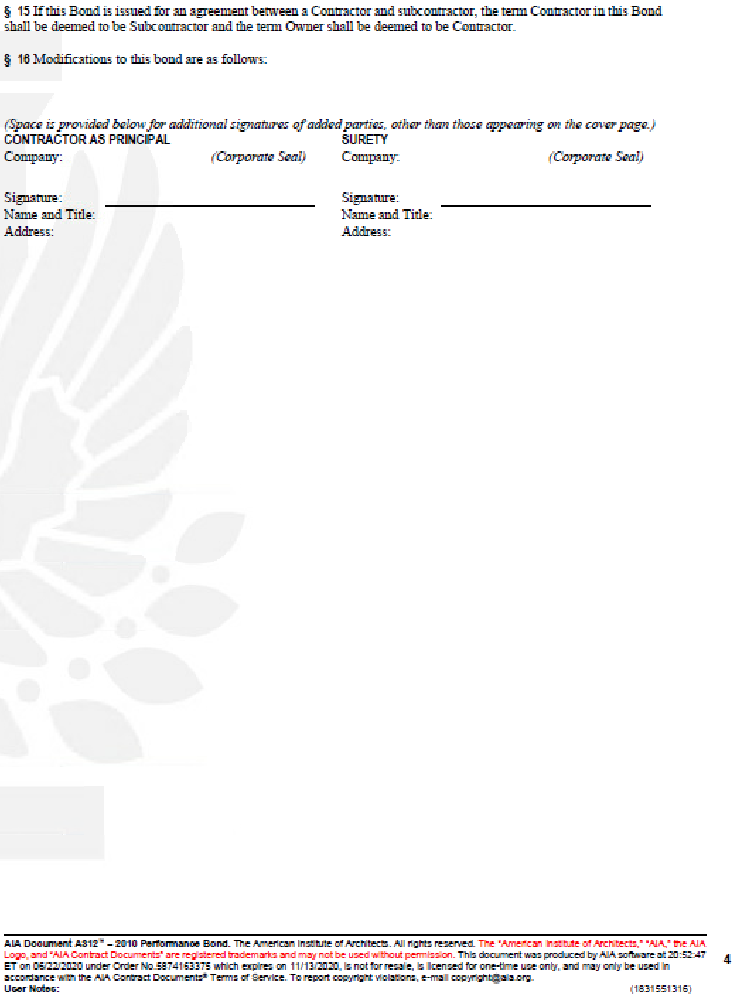 § 15 If this Bond is issued for an agreement between a Contractor and subcontractor, the term Contractor in this Bond
shall be deemed to be Subcontractor and the term Owner shall be deemed to be Contractor.
§ 16 Modifications to this bond are as follows:
(Space is provided below for additional signatures of added parties, other than those appearing on the cover page.)
CONTRACTOR AS PRINCIPAL SURETY
Company: (Corporate Seal) Company: (Corporate Seal)
Signature: Signature:
Name and Title: Name and Title:
Address: Address:
AIA Document A312™ – 2010 Performance Bond. The American Institute of Architects. All rights reserved. The "American Institute of Architects," "AIA," the AIA
Logo, and "AIA Contract Documents" are registered trademarks and may not be used without permission. This document was produced by AIA software at 20:52:47
ET on 06/22/2020 under Order No.5874163375 which expires on 11/13/2020, is not for resale, is licensed for one-time use only, and may only be used in
accordance with the AIA Contract Documents® Terms of Service. To report copyright violations, e-mail copyright@aia.org.
User Notes: (1831551316)
4